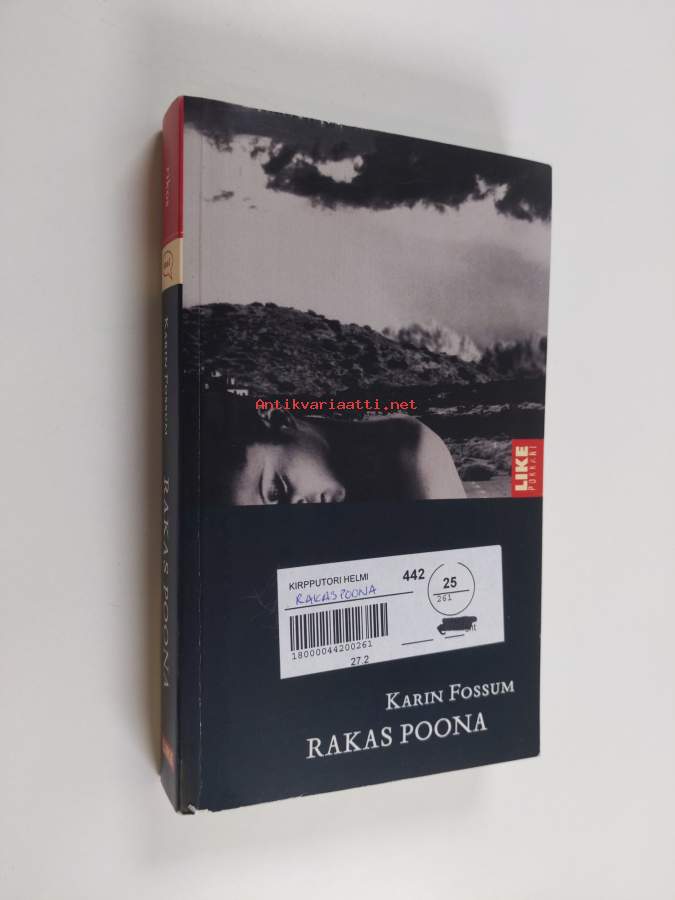 rikos
KARIN FOSSUM
RAKAS POONA
LIKE
Antikvariaatti.net
LIKE
POKKARI
KIRPPUTORI HELMI
442
25
RAKAS POONA
261
18000044200261
27.2
KARIN FOSSUM
RAKAS POONA